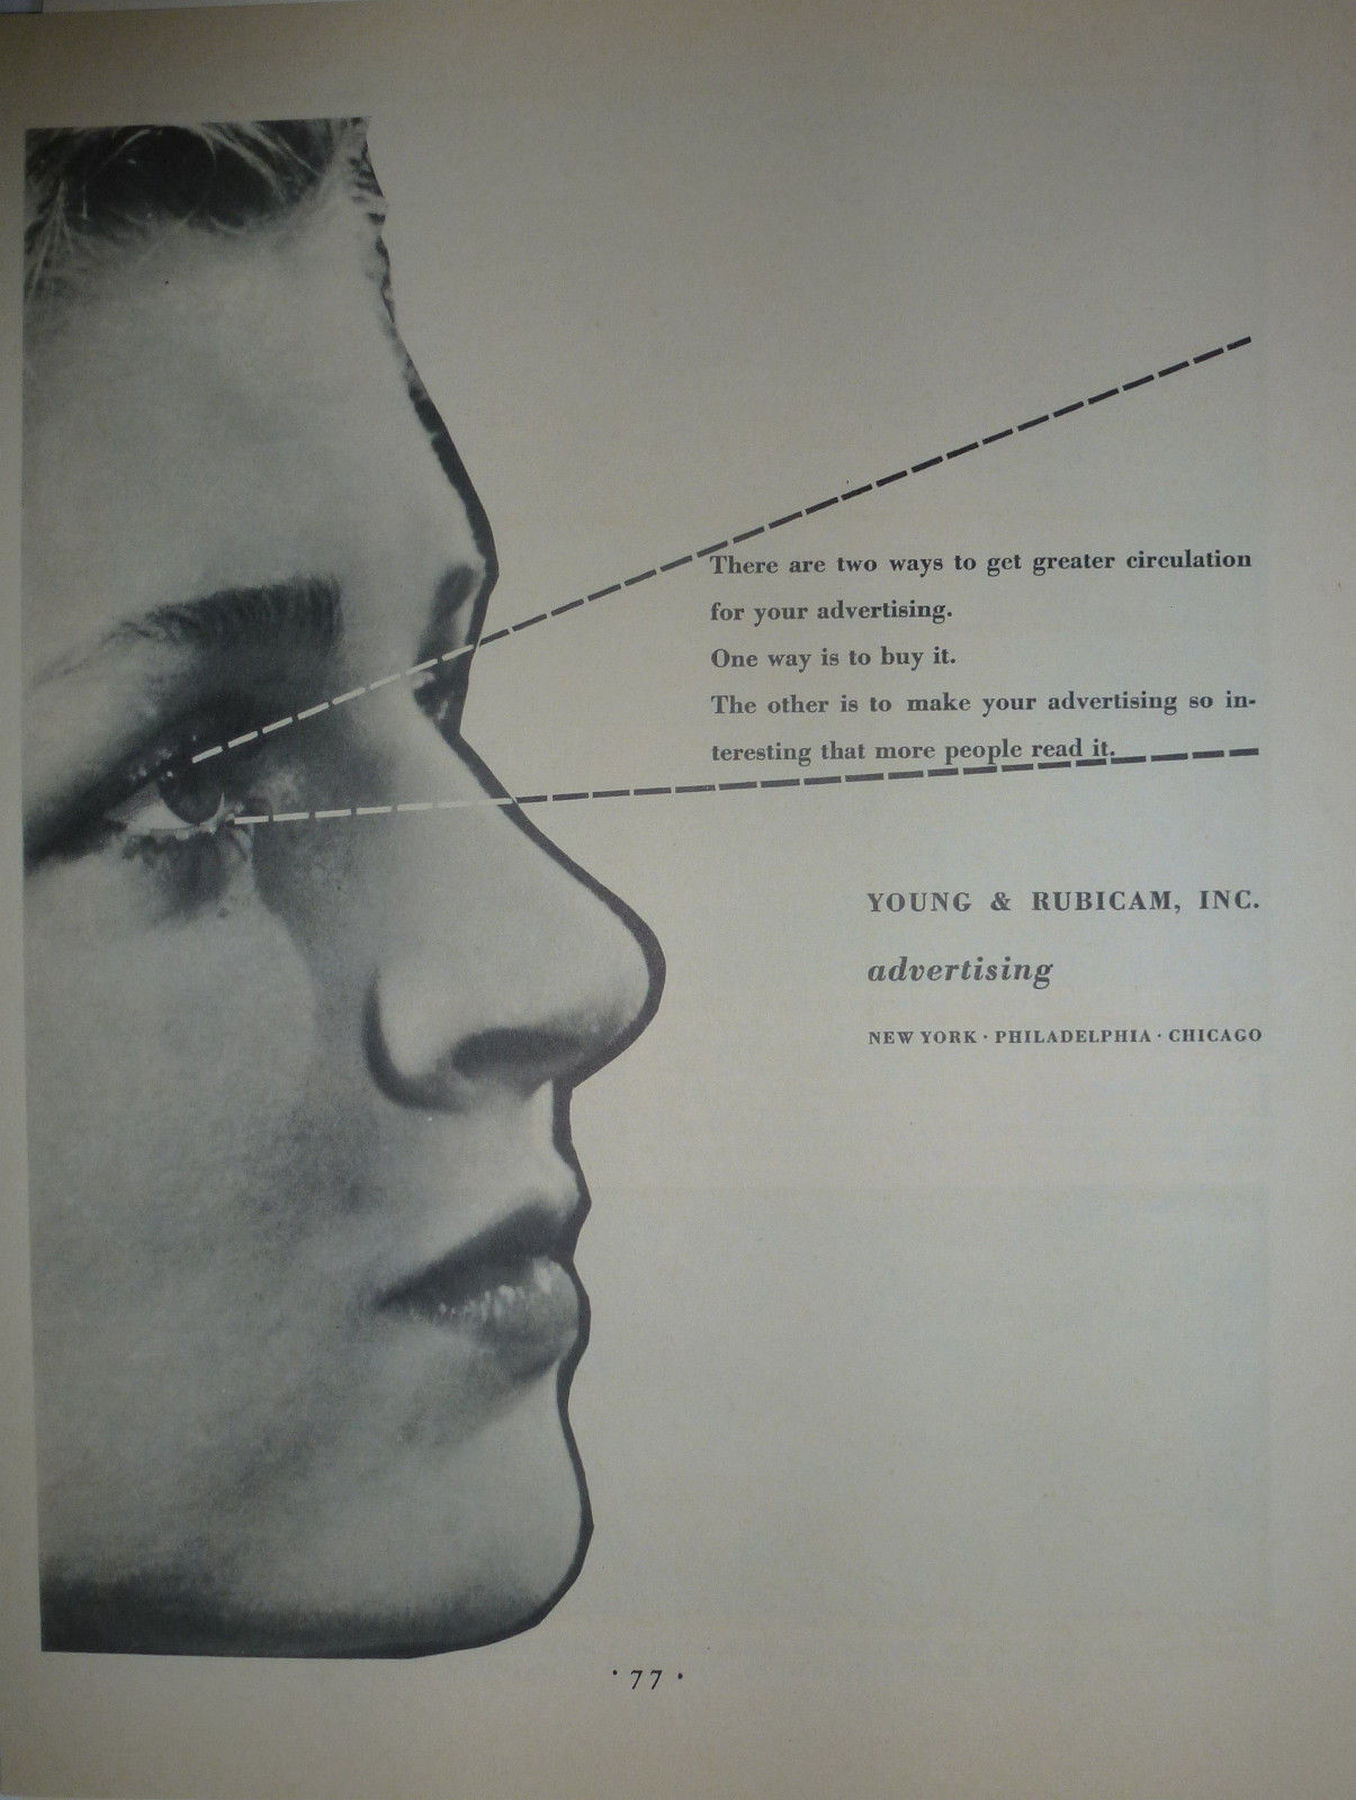 There are two ways to get greater circulation
for your advertising.
One way is to buy it.
The other is to make your advertising so in-
teresting that more people read it.
YOUNG & RUBICAM, INC.
advertising
NEW YORK · PHILADELPHIA · CHICAGO
· 77 ·